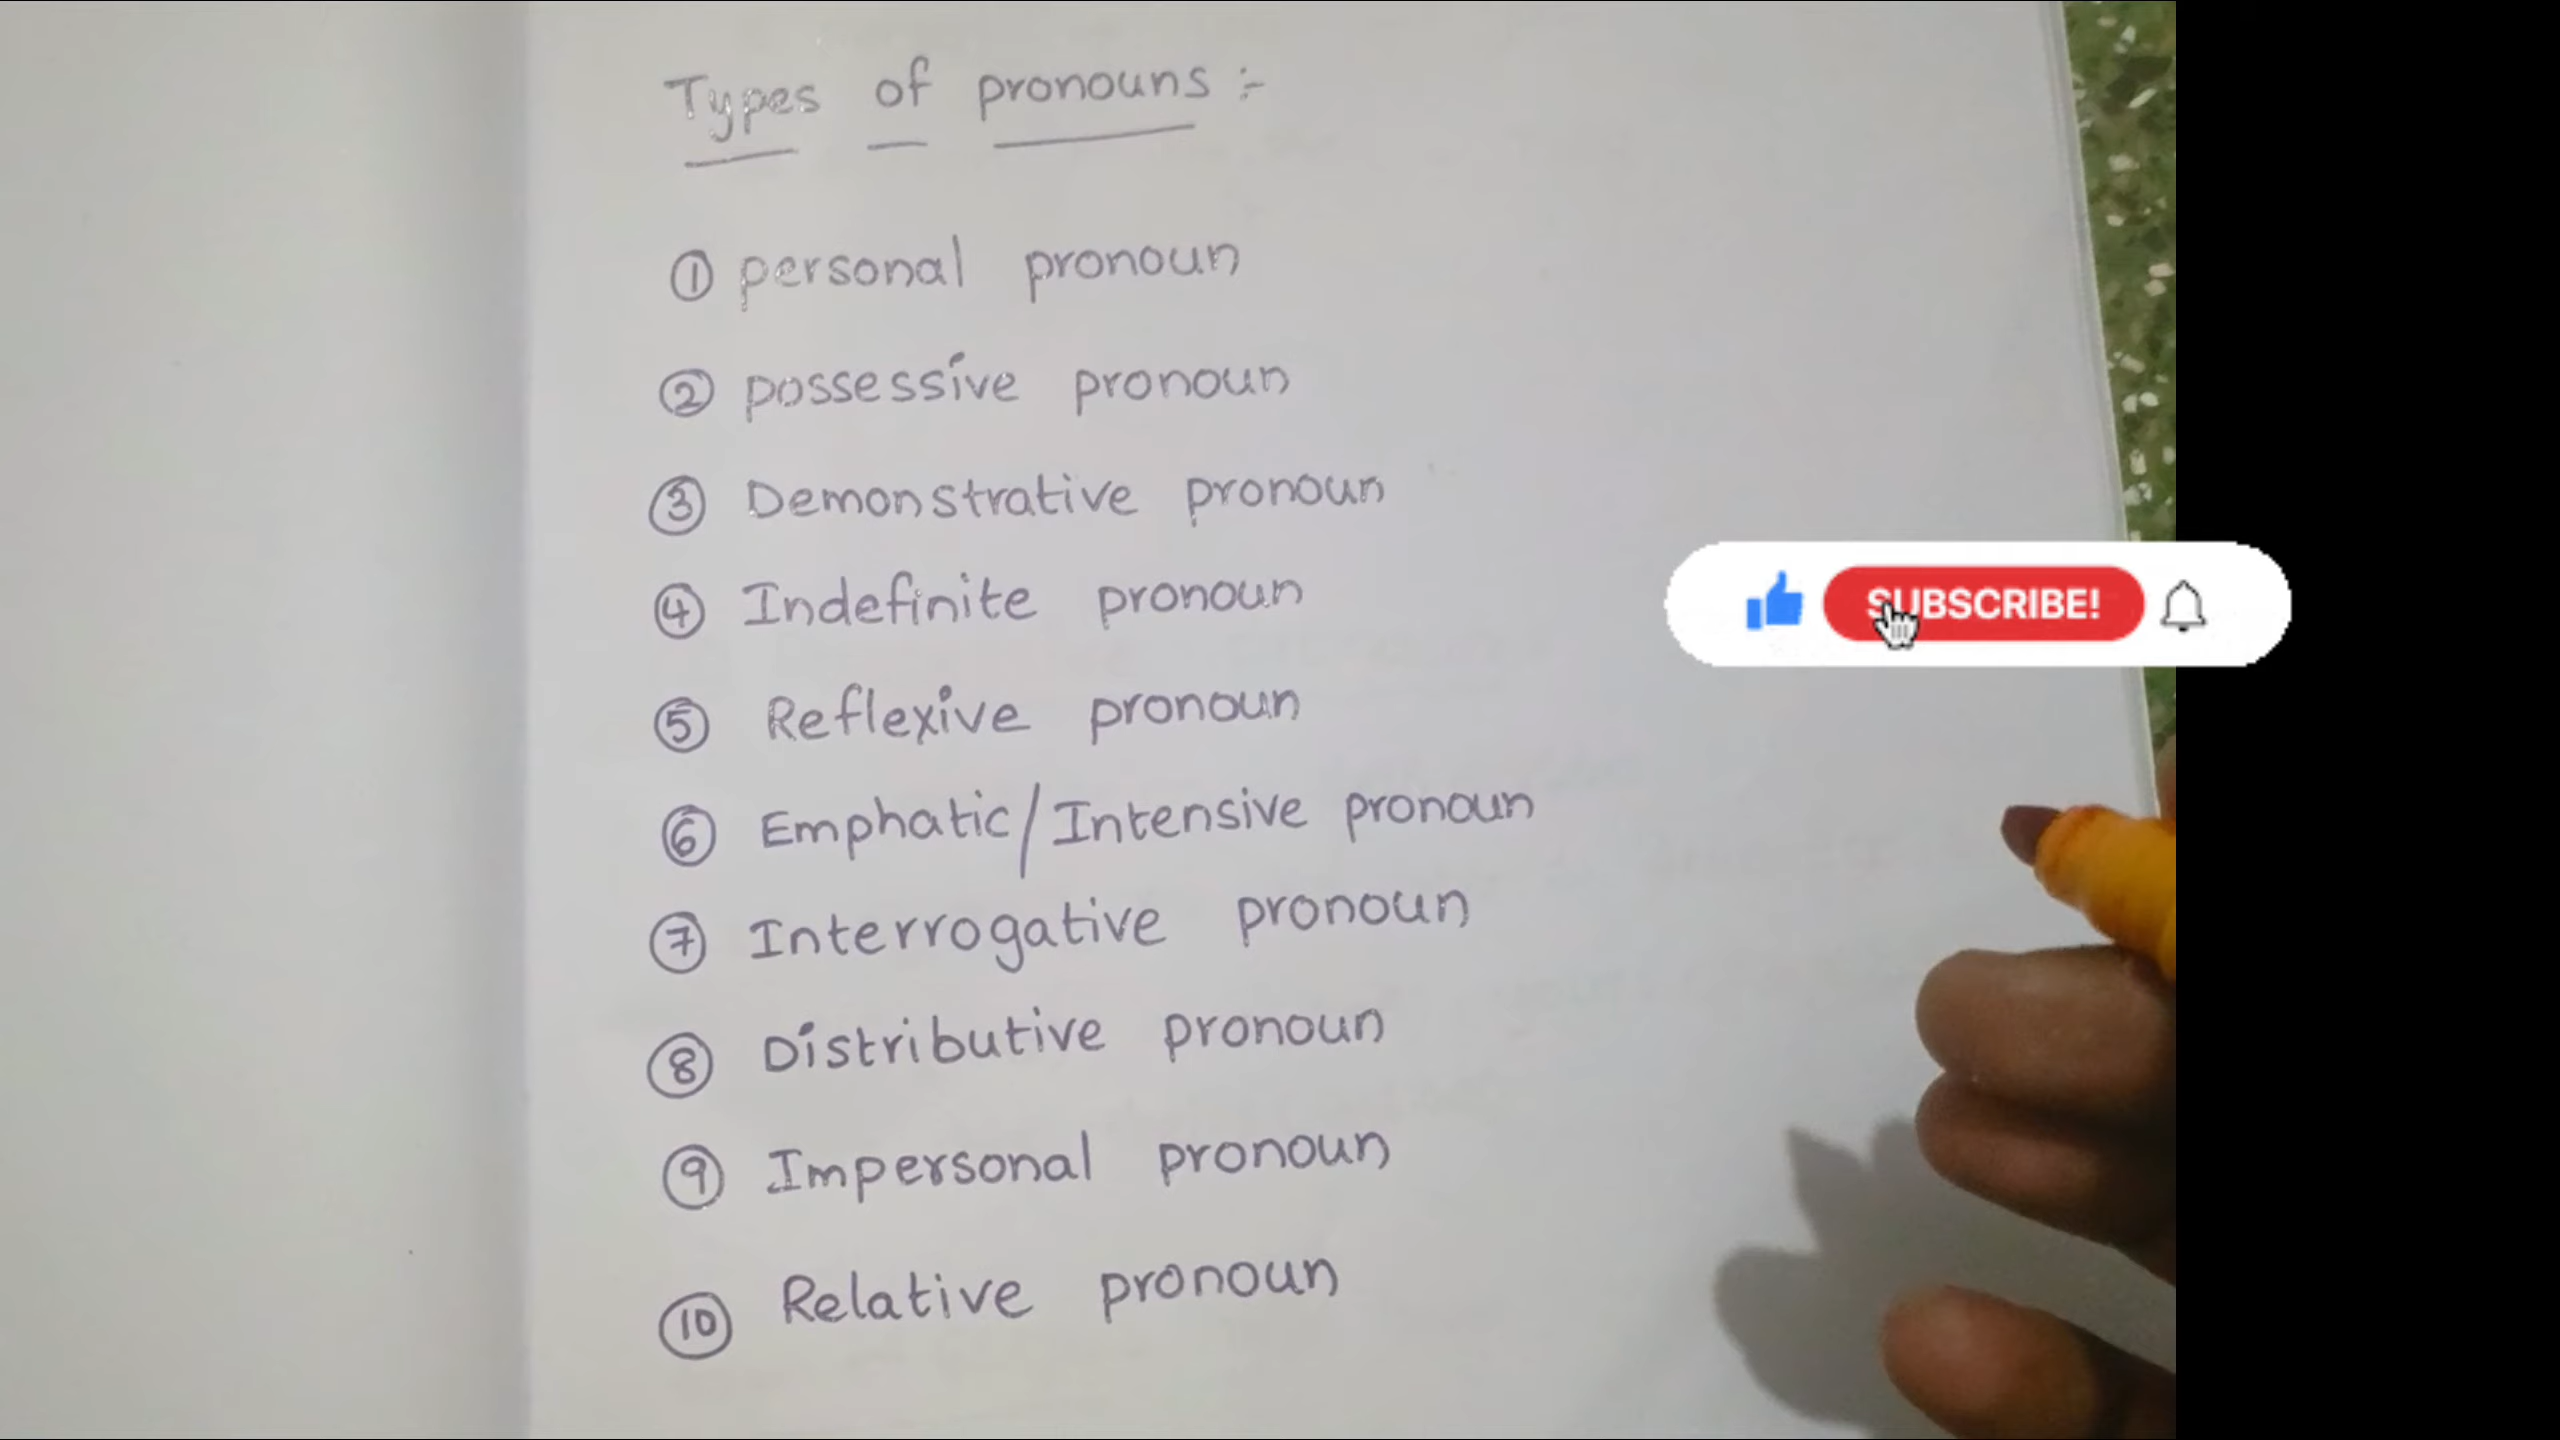 Types of pronouns :-
① personal pronoun
② possessive pronoun
③ Demonstrative pronoun
④ Indefinite pronoun
SUBSCRIBE!
⑤ Reflexive pronoun
⑥ Emphatic/Intensive pronoun
⑦ Interrogative pronoun
⑧ Distributive pronoun
⑨ Impersonal pronoun
⑩ Relative pronoun